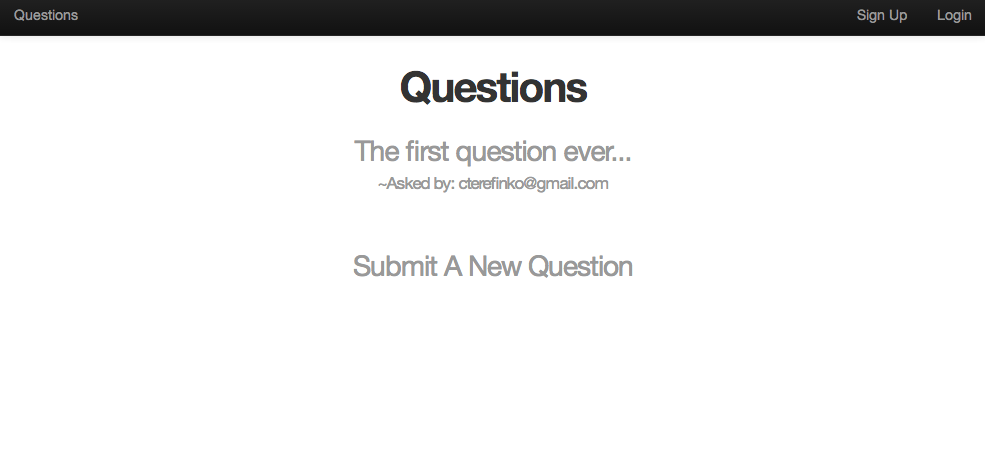 Questions
Sign Up
Login
Questions
The first question ever...
~Asked by: cterefinko@gmail.com
Submit A New Question